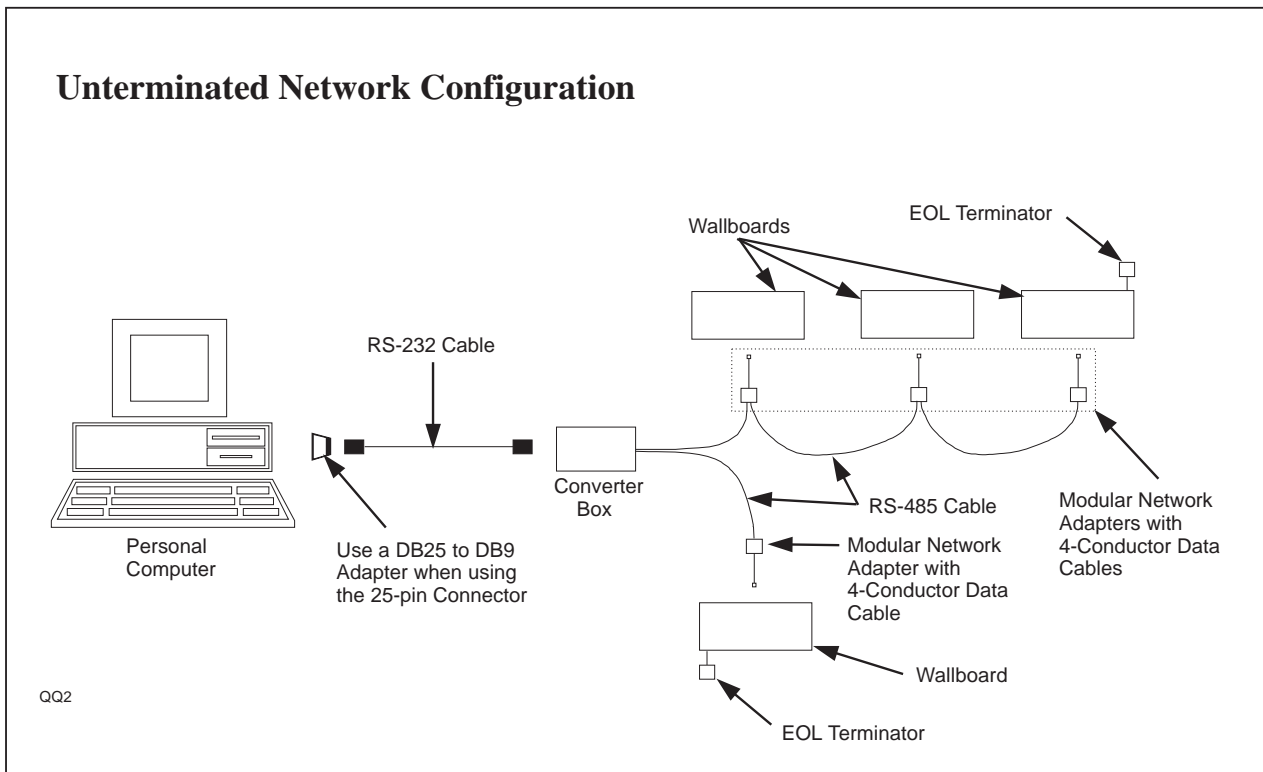 Unterminated Network Configuration
EOL Terminator
Wallboards
RS-232 Cable
Converter
Box
RS-485 Cable
Modular Network
Adapters with
4-Conductor Data
Cables
Personal
Computer
Use a DB25 to DB9
Adapter when using
the 25-pin Connector
Modular Network
Adapter with
4-Conductor Data
Cable
Wallboard
QQ2
EOL Terminator